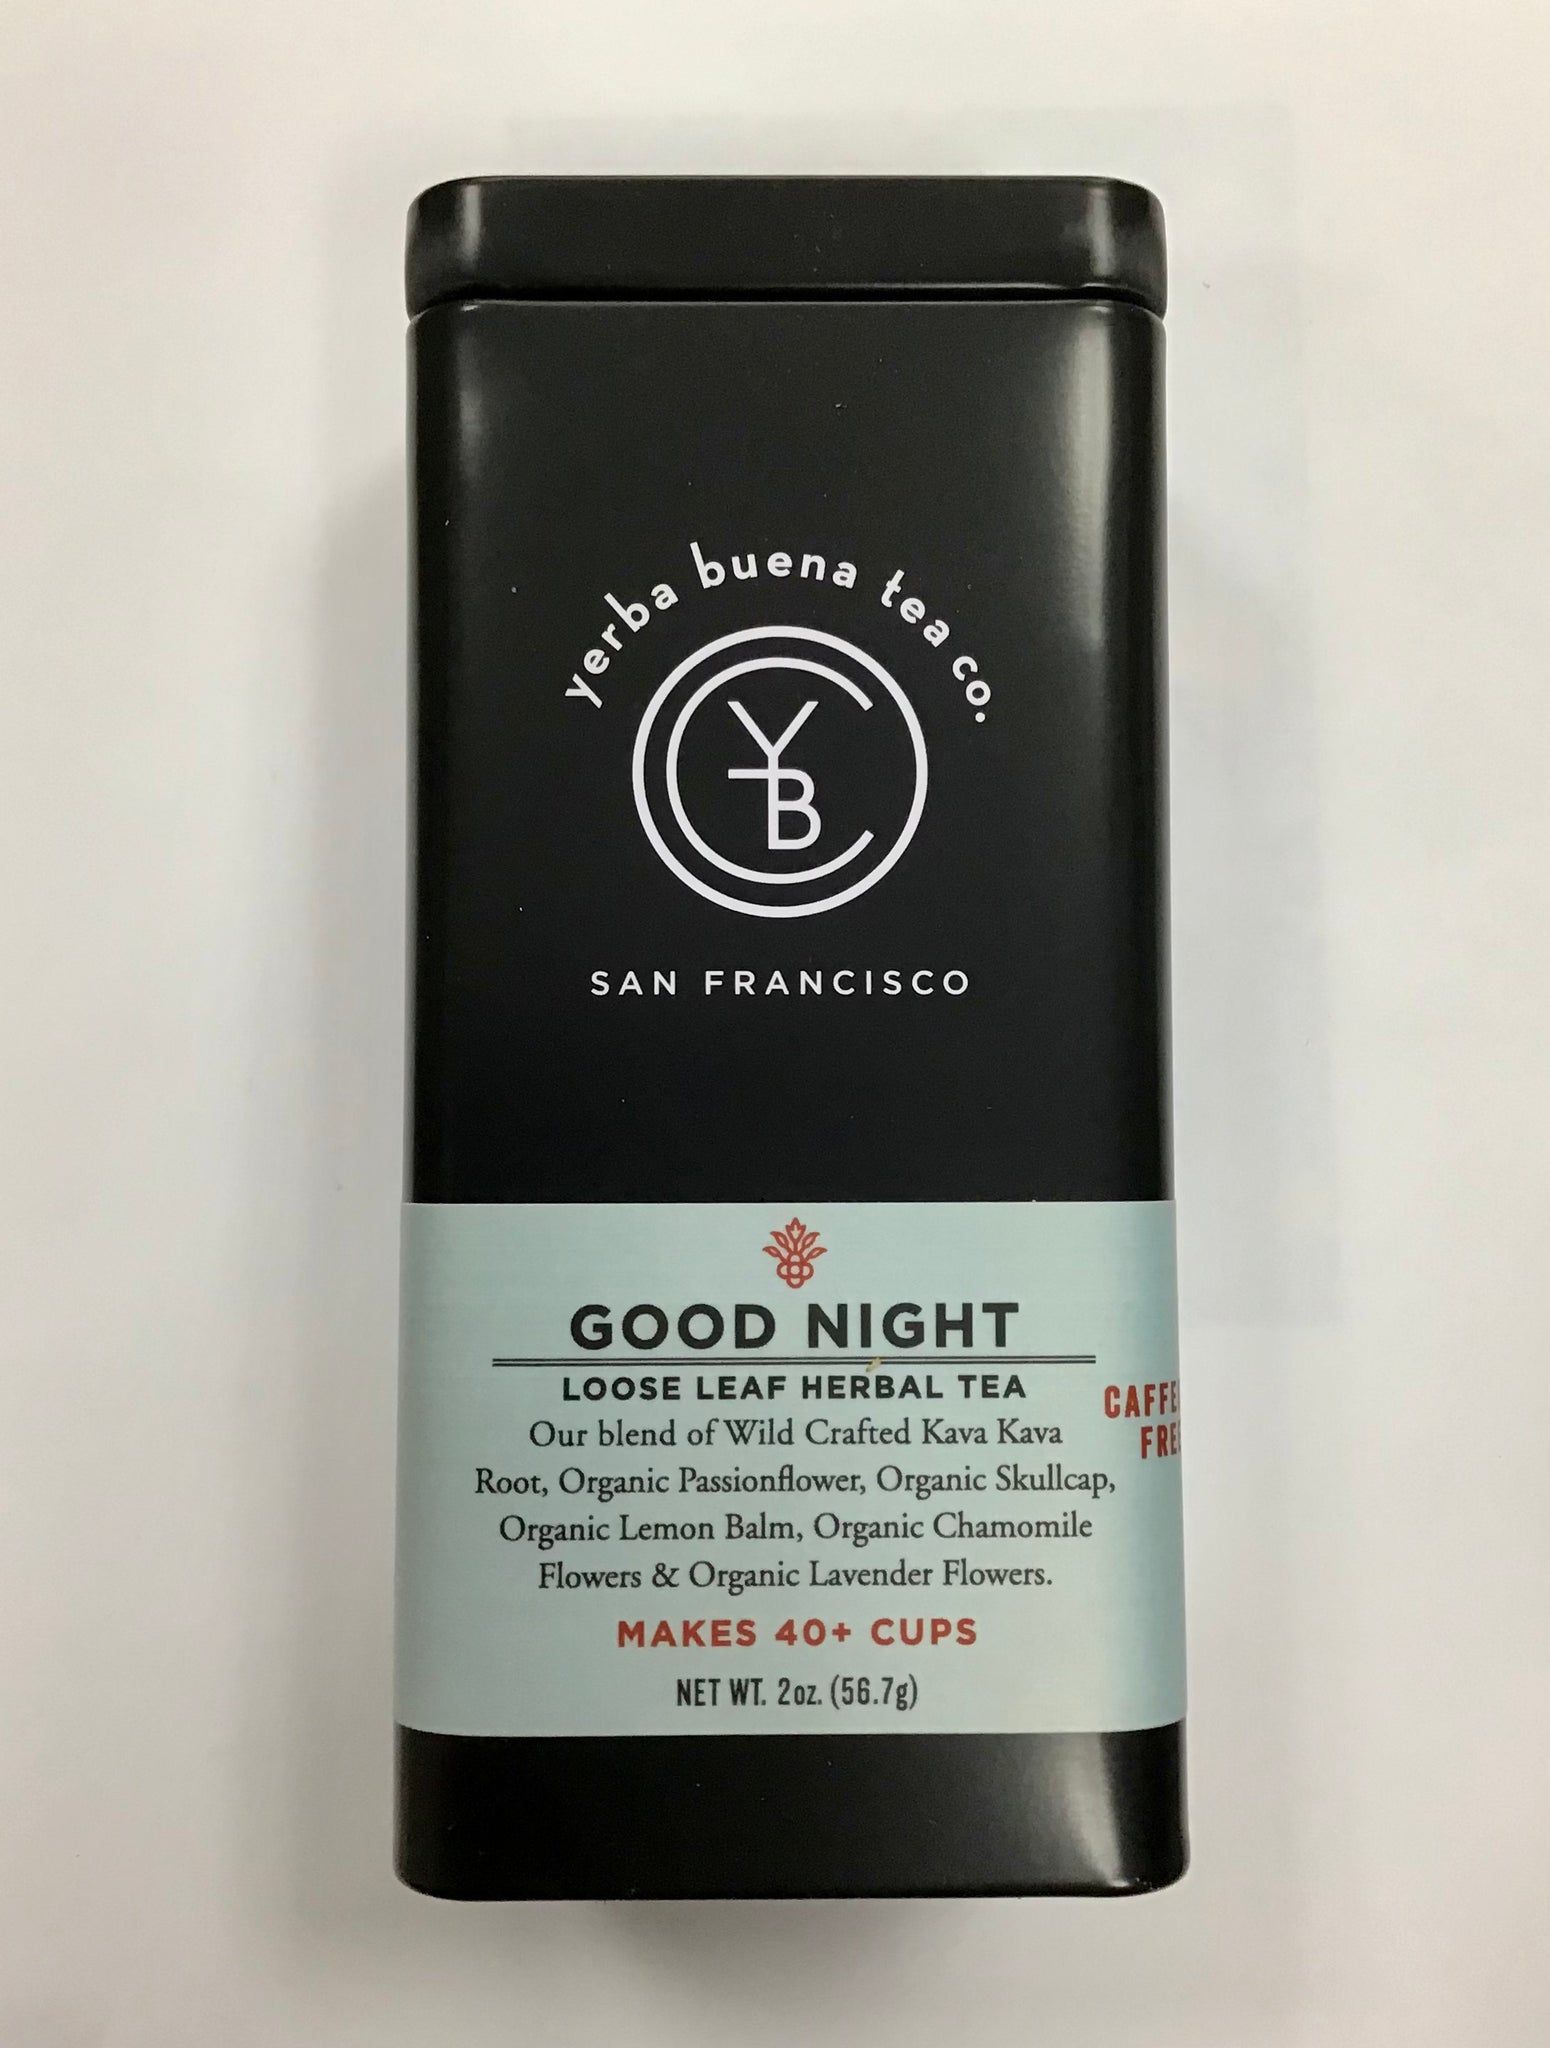 yerba buena tea co.
YBC
SAN FRANCISCO
GOOD NIGHT
LOOSE LEAF HERBAL TEA
Our blend of Wild Crafted Kava Kava
Root, Organic Passionflower, Organic Skullcap,
Organic Lemon Balm, Organic Chamomile
Flowers & Organic Lavender Flowers.
MAKES 40+ CUPS
NET WT. 2oz. (56.7g)